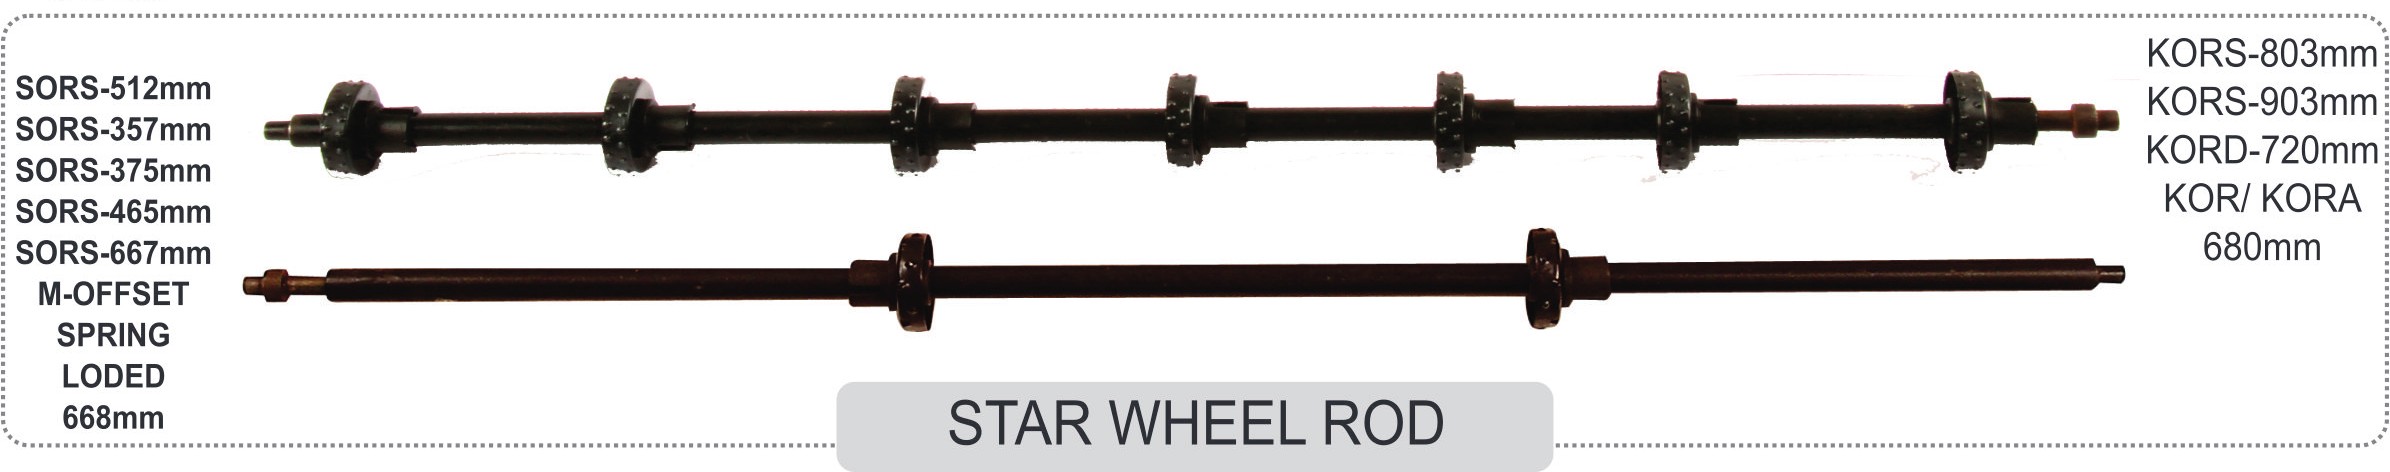 SORS-512mm
SORS-357mm
SORS-375mm
SORS-465mm
SORS-667mm
M-OFFSET
SPRING
LODED
668mm
KORS-803mm
KORS-903mm
KORD-720mm
KOR/ KORA
680mm
STAR WHEEL ROD